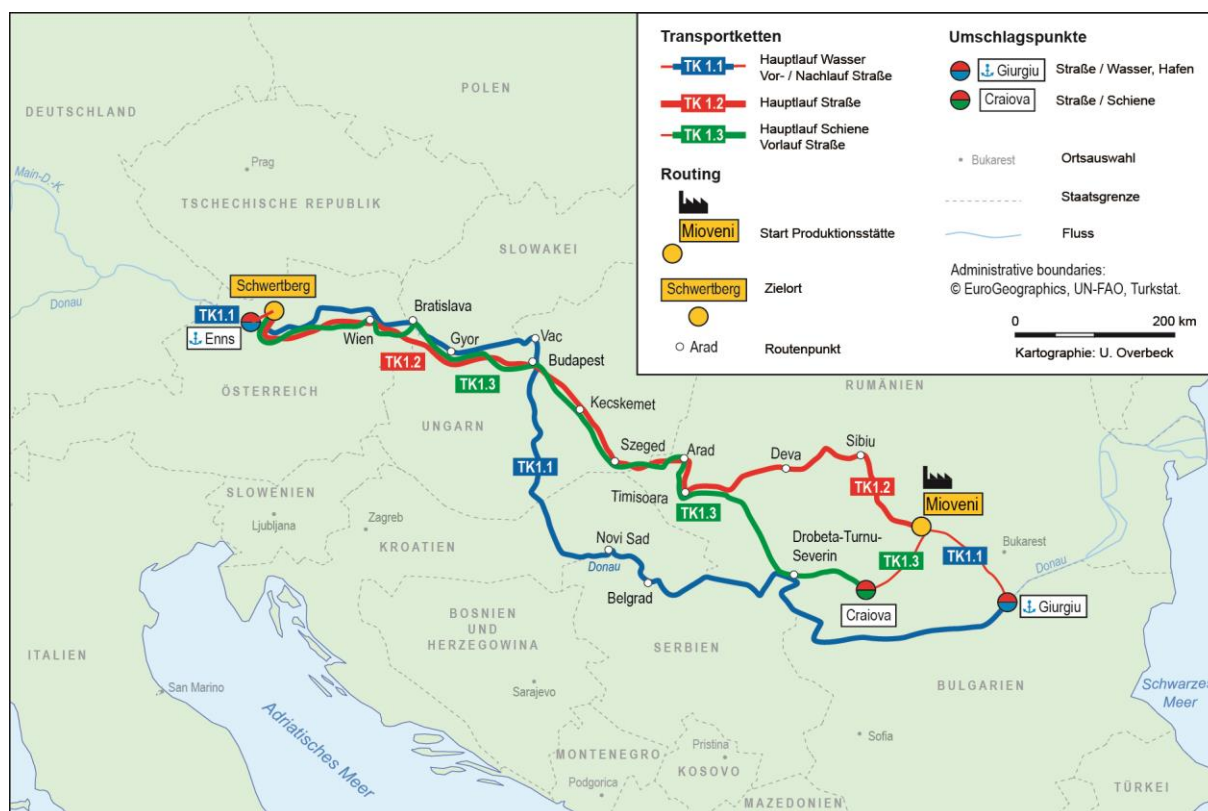 Transportketten
TK 1.1
Hauptlauf Wasser
Vor- / Nachlauf Straße
TK 1.2
Hauptlauf Straße
TK 1.3
Hauptlauf Schiene
Vorlauf Straße
Routing
Mioveni
Start Produktionsstätte
Schwertberg
Zielort
Arad
Routenpunkt
Umschlagspunkte
Giurgiu
Straße / Wasser, Hafen
Craiova
Straße / Schiene
Bukarest
Ortsauswahl
Staatsgrenze
Fluss
Administrative boundaries:
© EuroGeographics, UN-FAO, Turkstat.
0 200 km
Kartographie: U. Overbeck
POLEN
DEUTSCHLAND
Prag
Main-D.-K.
TSCHECHISCHE REPUBLIK
SLOWAKEI
Donau
Schwertberg
TK1.1
Enns
Bratislava
Wien
Gyor
Vac
Budapest
TK1.2
TK1.3
ÖSTERREICH
UNGARN
RUMÄNIEN
Kecskemet
Szeged
Arad
Deva
Sibiu
TK1.1
TK1.2
Timisoara
TK1.3
Mioveni
SLOWENIEN
Ljubljana
Zagreb
KROATIEN
Novi Sad
Donau
Belgrad
Drobeta-Turnu-
Severin
TK1.3
TK1.1
Bukarest
Donau
Craiova
Giurgiu
BOSNIEN
UND
HERZEGOWINA
SERBIEN
ITALIEN
San Marino
Sarajevo
BULGARIEN
Schwarzes
Meer
Adriatisches Meer
Sofia
MONTENEGRO
Podgorica
Pristina
KOSOVO
MAZEDONIEN
TÜRKEI